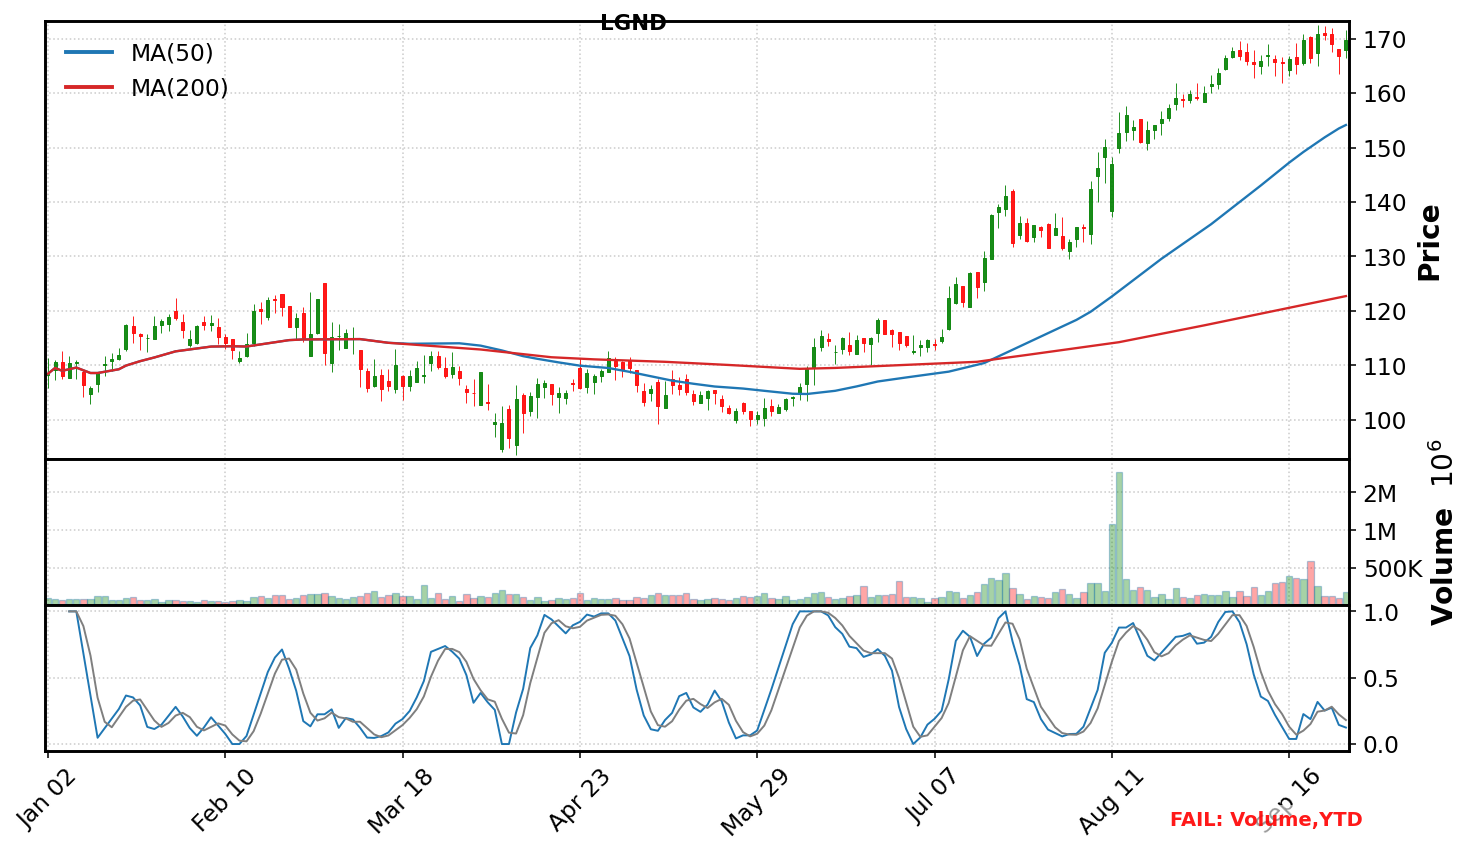 LGND
MA(50)
MA(200)
170
160
150
140
130
120
110
100
Price
2M
1M
500K
Volume 10⁶
1.0
0.5
0.0
Jan 02
Feb 10
Mar 18
Apr 23
May 29
Jul 07
Aug 11
Sep 16
FAIL: Volume,YTD